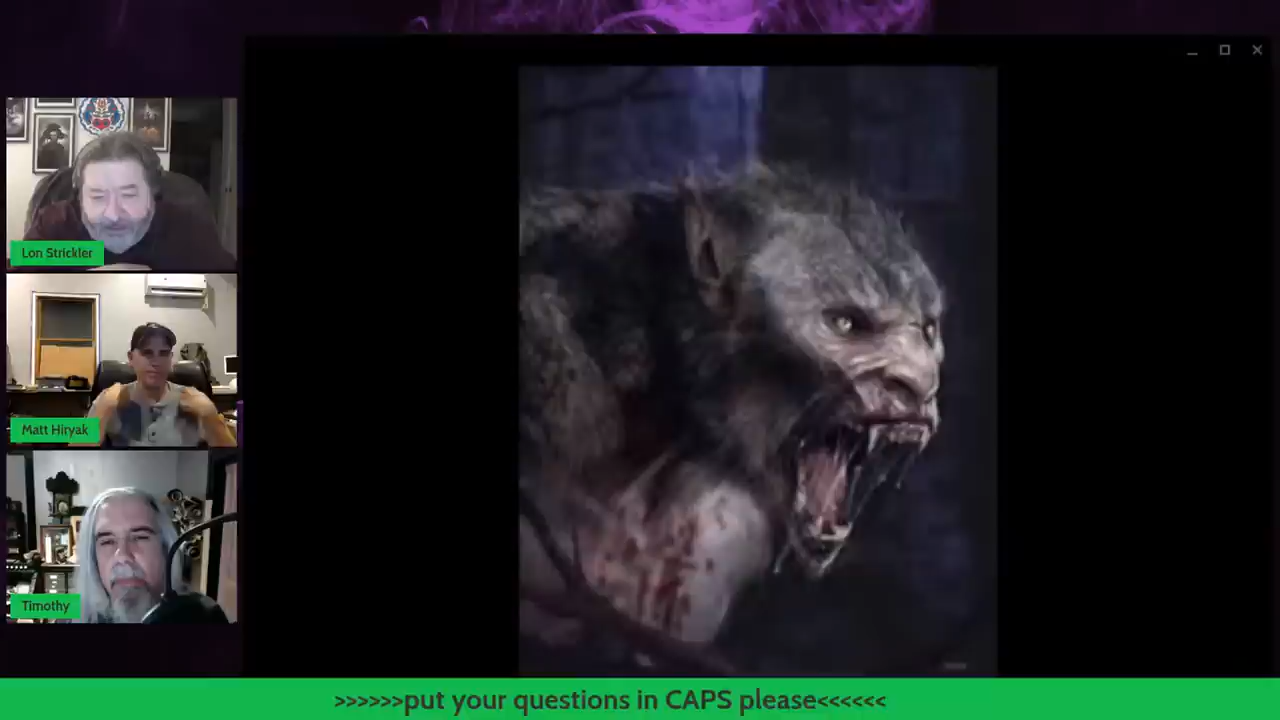 Lon Strickler
Matt Hiryak
Timothy
>>>>>>put your questions in CAPS please<<<<<<